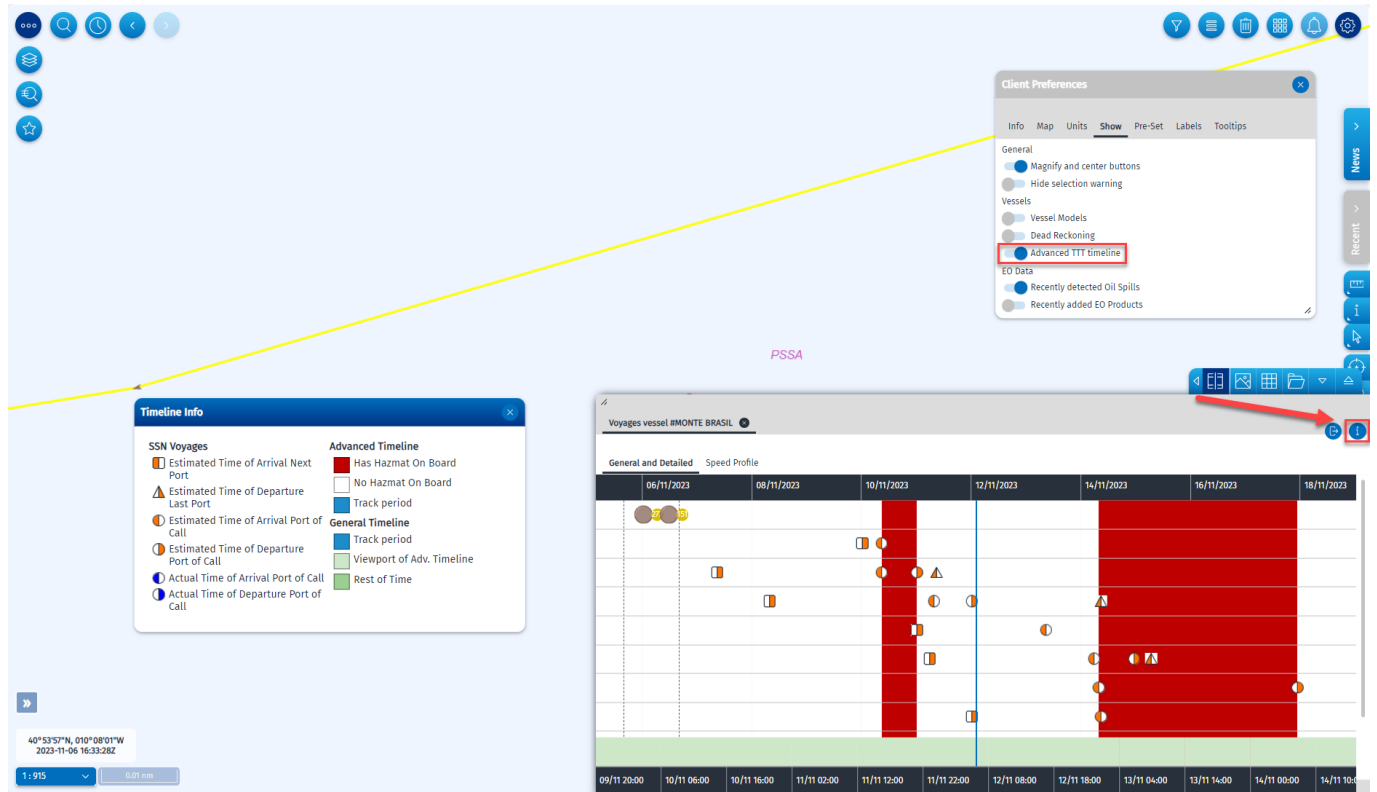 Client Preferences
Info Map Units Show Pre-Set Labels Tooltips
General
Magnify and center buttons
Hide selection warning
Vessels
Vessel Models
Dead Reckoning
Advanced TTT timeline
EO Data
Recently detected Oil Spills
Recently added EO Products
News
Recent
PSSA
Timeline Info
SSN Voyages
Estimated Time of Arrival Next
Port
Estimated Time of Departure
Last Port
Estimated Time of Arrival Port of
Call
Estimated Time of Departure
Port of Call
Actual Time of Arrival Port of Call
Actual Time of Departure Port of
Call
Advanced Timeline
Has Hazmat On Board
No Hazmat On Board
Track period
General Timeline
Track period
Viewport of Adv. Timeline
Rest of Time
Voyages vessel #MONTE BRASIL
General and Detailed Speed Profile
06/11/2023 08/11/2023 10/11/2023 12/11/2023 14/11/2023 16/11/2023 18/11/2023
09/11 20:00 10/11 06:00 10/11 16:00 11/11 02:00 11/11 12:00 11/11 22:00 12/11 08:00 12/11 18:00 13/11 04:00 13/11 14:00 14/11 00:00 14/11 10:
40°53'57"N, 010°08'01"W
2023-11-06 16:33:28Z
1 : 915
0.01 nm